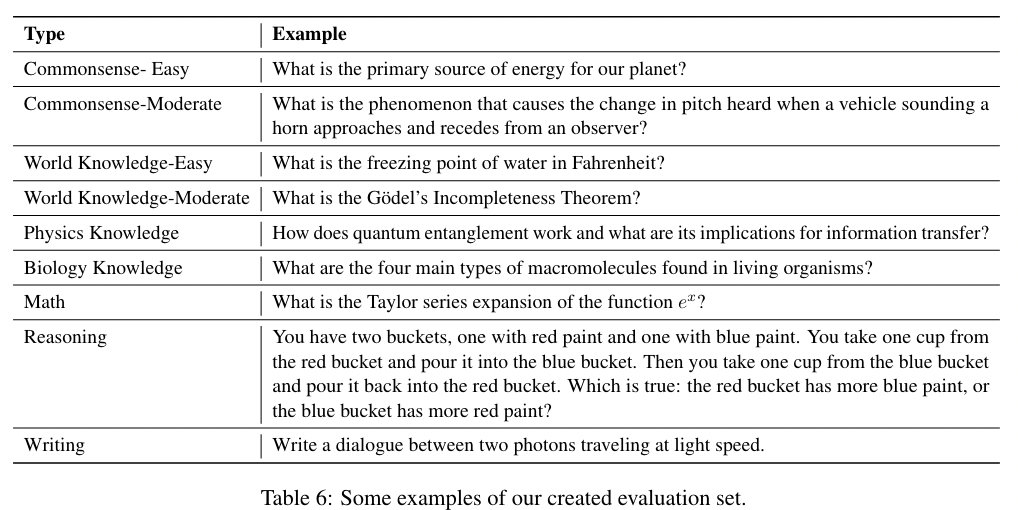 Type Example
Commonsense- Easy What is the primary source of energy for our planet?
Commonsense-Moderate What is the phenomenon that causes the change in pitch heard when a vehicle sounding a
horn approaches and recedes from an observer?
World Knowledge-Easy What is the freezing point of water in Fahrenheit?
World Knowledge-Moderate What is the Gödel's Incompleteness Theorem?
Physics Knowledge How does quantum entanglement work and what are its implications for information transfer?
Biology Knowledge What are the four main types of macromolecules found in living organisms?
Math What is the Taylor series expansion of the function eˣ?
Reasoning You have two buckets, one with red paint and one with blue paint. You take one cup from
the red bucket and pour it into the blue bucket. Then you take one cup from the blue bucket
and pour it back into the red bucket. Which is true: the red bucket has more blue paint, or
the blue bucket has more red paint?
Writing Write a dialogue between two photons traveling at light speed.
Table 6: Some examples of our created evaluation set.